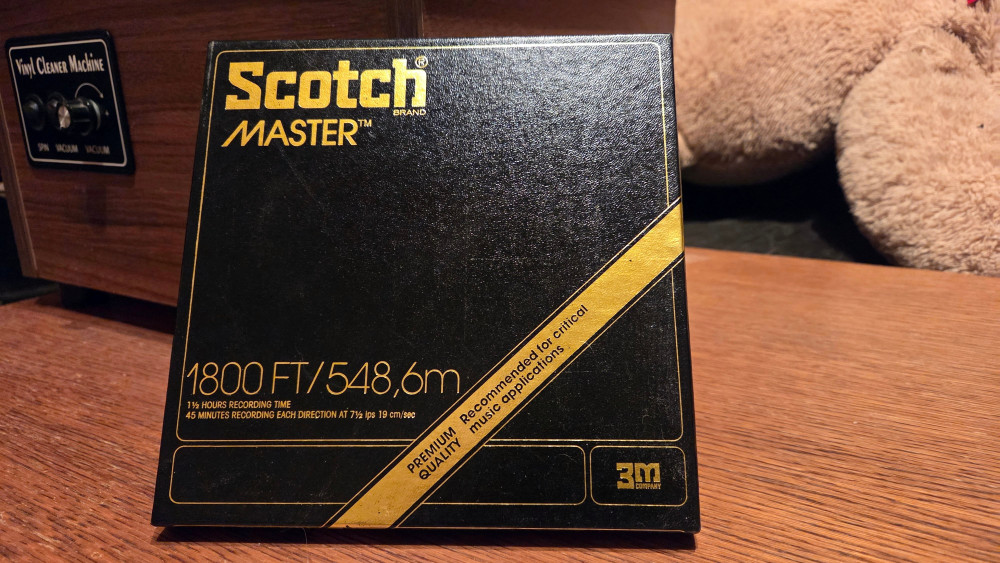 Vinyl Cleaner Machine
SPIN VACUUM VACUUM
Scotch®
BRAND
MASTER™
1800 FT/548,6m
1½ HOURS RECORDING TIME
45 MINUTES RECORDING EACH DIRECTION AT 7½ ips 19 cm/sec
PREMIUM QUALITY
Recommended for critical
music applications
3M
COMPANY